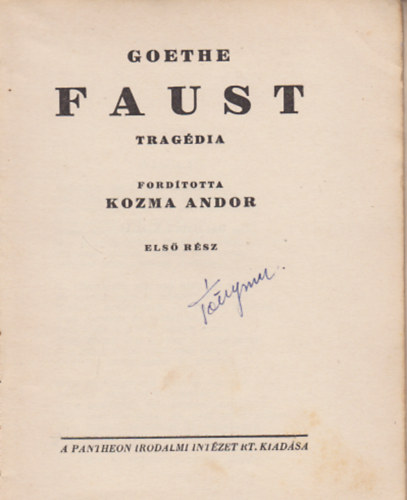 GOETHE
FAUST
TRAGÉDIA
FORDÍTOTTA
KOZMA ANDOR
ELSŐ RÉSZ
A PANTHEON IRODALMI INTÉZET RT. KIADÁSA